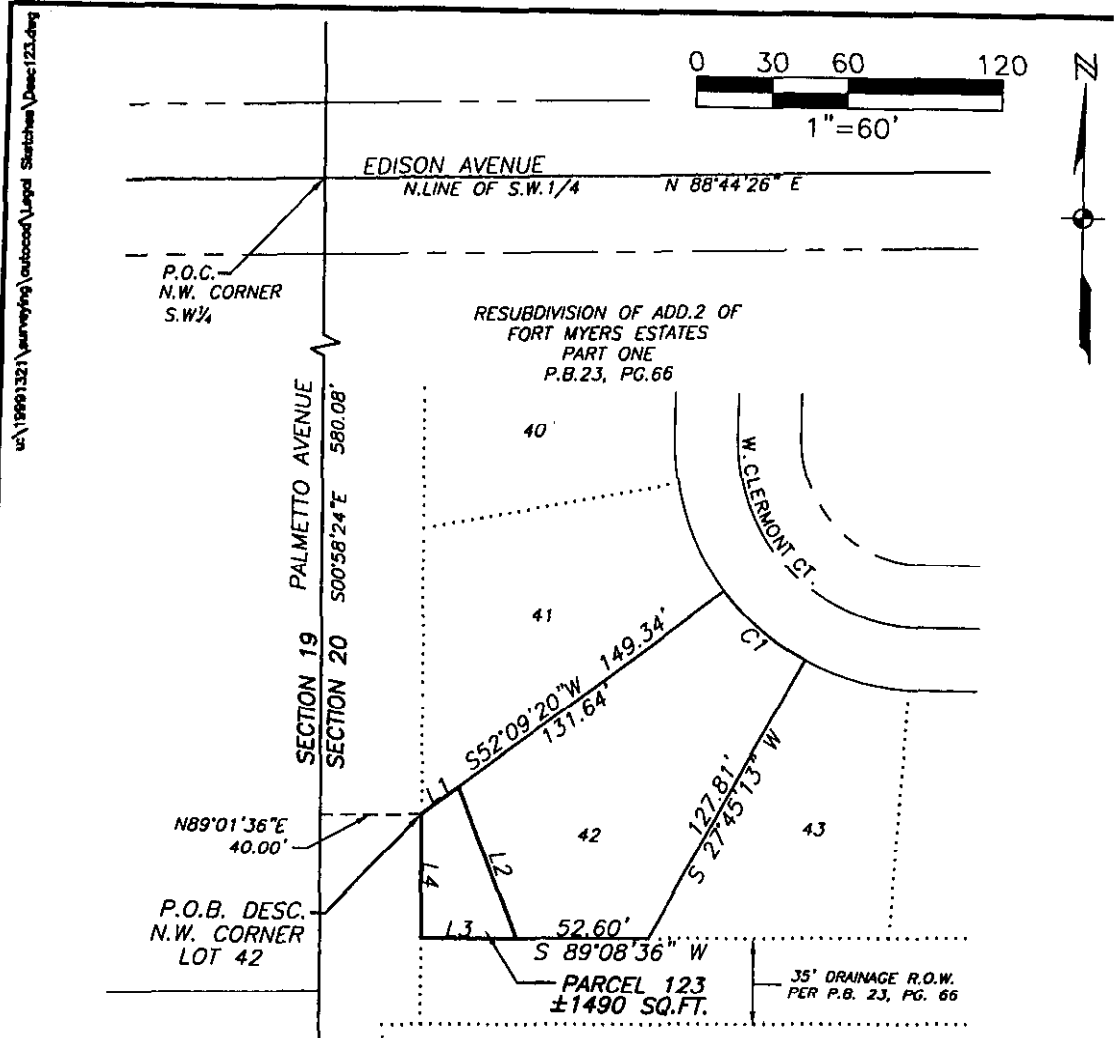 u:\19991321\surveying\autocad\Legal Sketches\Desc123.dwg
0 30 60 120
1"=60'
N
EDISON AVENUE
N.LINE OF S.W.1/4 N 88°44'26" E
P.O.C.
N.W. CORNER
S.W¼
RESUBDIVISION OF ADD.2 OF
FORT MYERS ESTATES
PART ONE
P.B.23, PG.66
PALMETTO AVENUE
S00°58'24"E 580.08'
SECTION 19
SECTION 20
40
41
W. CLERMONT CT.
C1
S52°09'20"W 149.34'
131.64'
L1
N89°01'36"E
40.00'
L4
L2
42
127.81'
S 27°45'13" W
43
P.O.B. DESC.
N.W. CORNER
LOT 42
L3
52.60'
S 89°08'36" W
PARCEL 123
±1490 SQ.FT.
35' DRAINAGE R.O.W.
PER P.B. 23, PG. 66